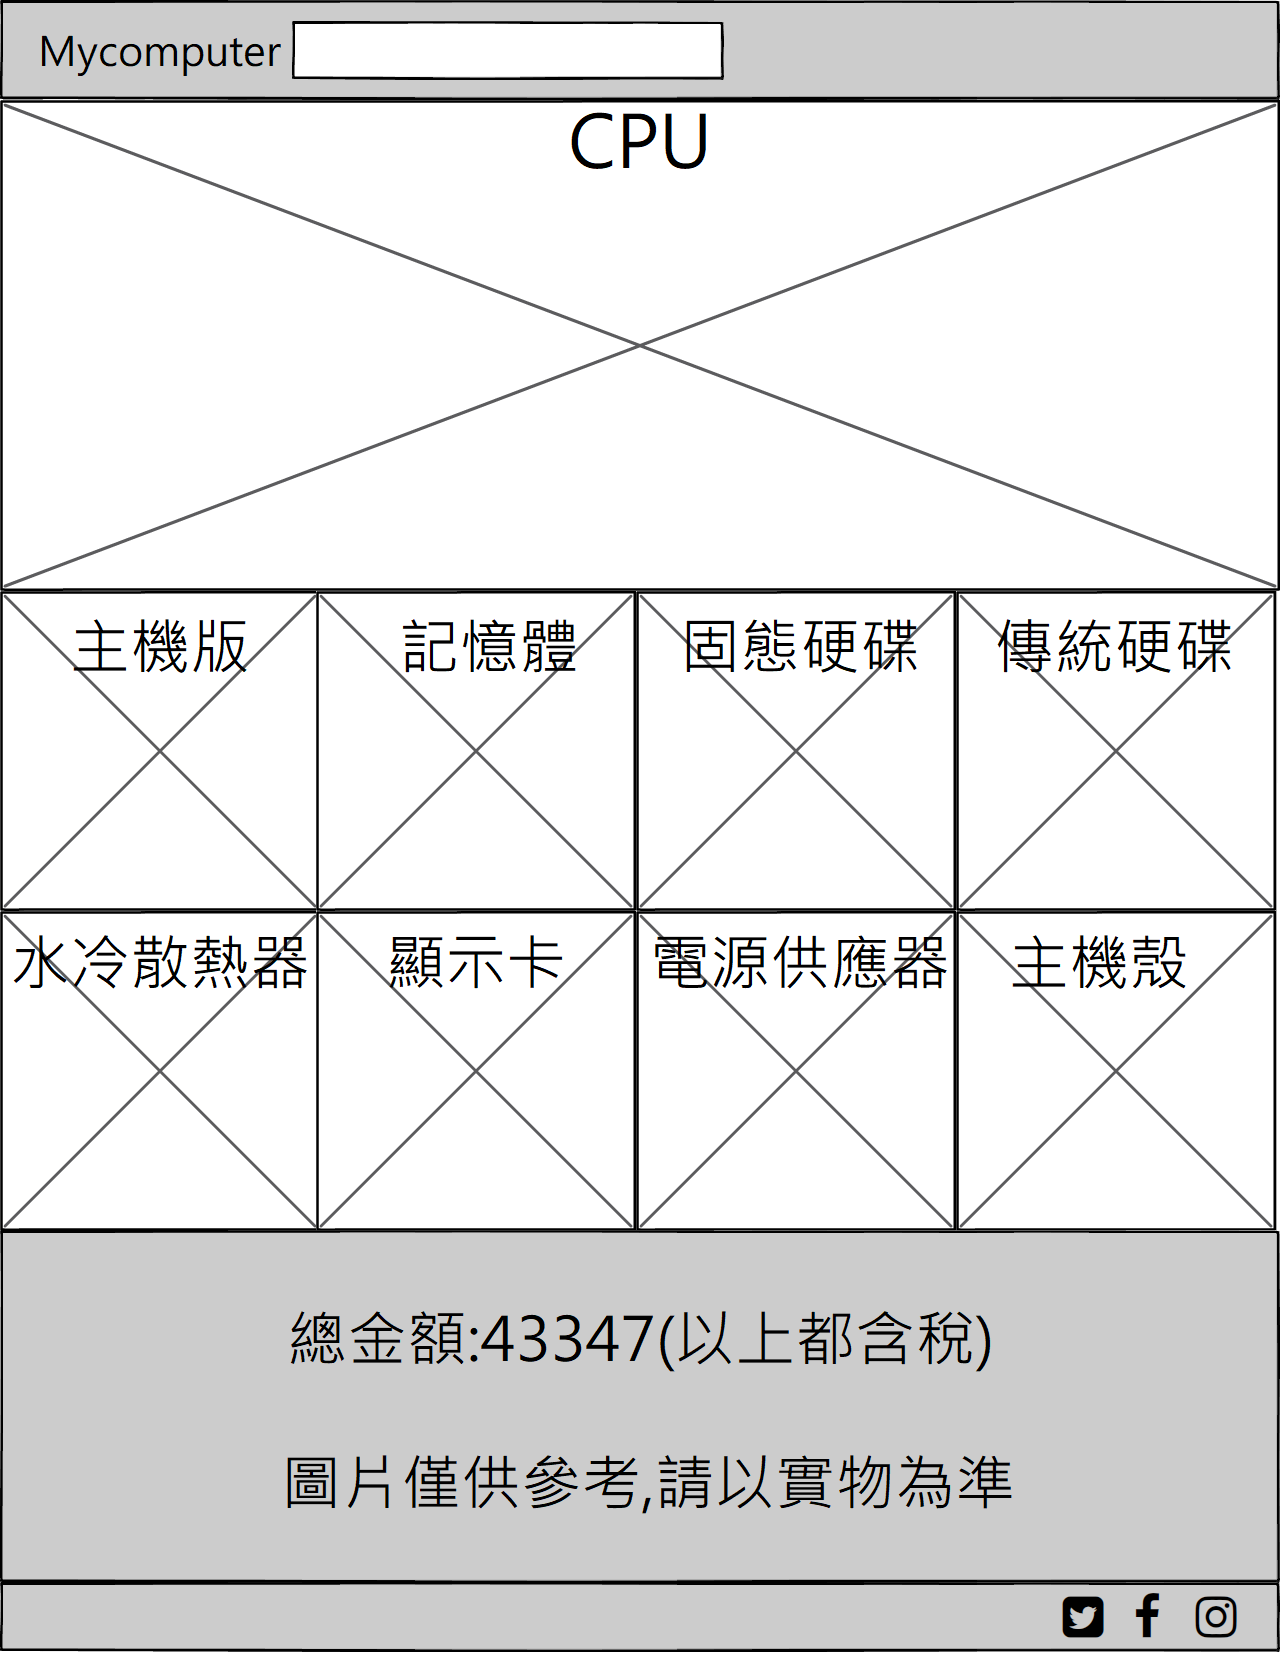 Mycomputer
CPU
主機版
記憶體
固態硬碟
傳統硬碟
水冷散熱器
顯示卡
電源供應器
主機殼
總金額:43347(以上都含稅)
圖片僅供參考,請以實物為準